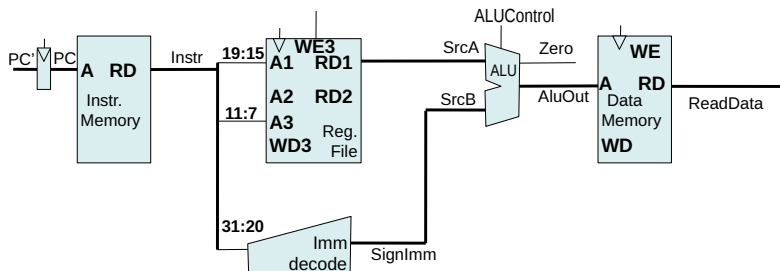 ALUControl
PC'
PC
A RD
Instr.
Memory
Instr
19:15
WE3
A1 RD1
A2 RD2
11:7
A3
WD3
Reg.
File
SrcA
SrcB
ALU
Zero
AluOut
WE
A RD
Data
Memory
WD
ReadData
31:20
Imm
decode
SignImm